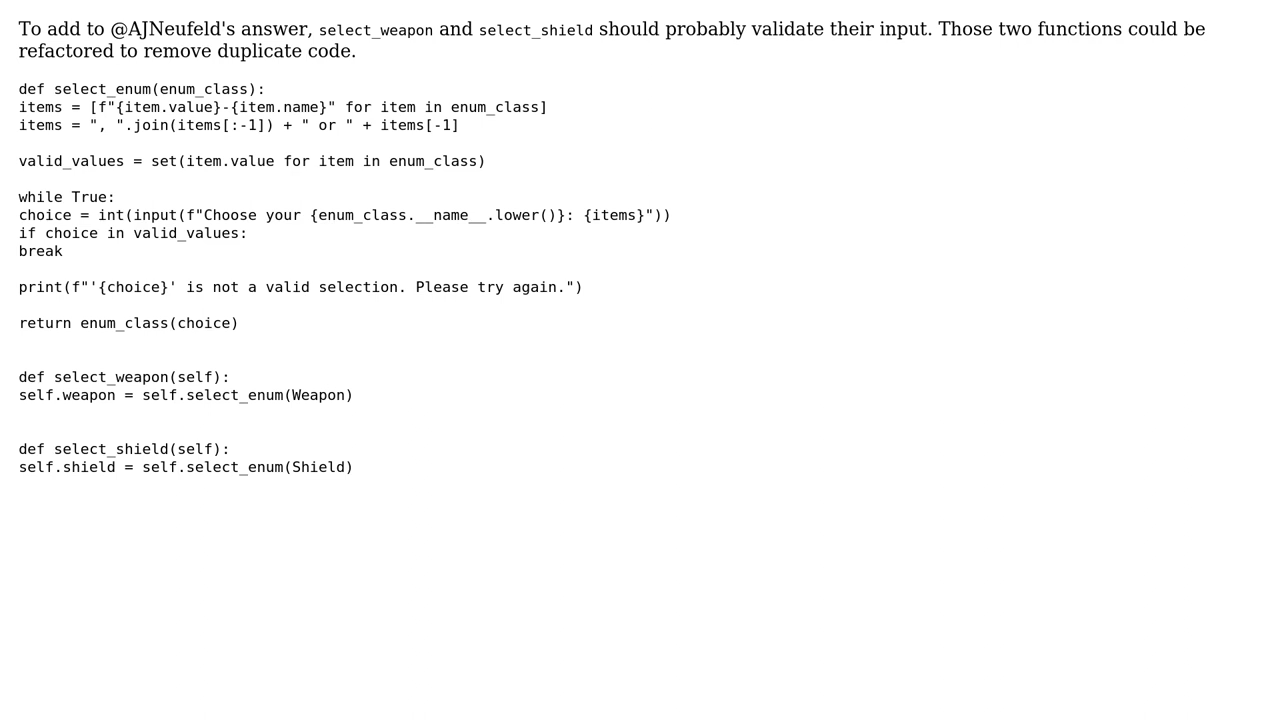 To add to @AJNeufeld's answer, select_weapon and select_shield should probably validate their input. Those two functions could be
refactored to remove duplicate code.
def select_enum(enum_class):
items = [f"{item.value}-{item.name}" for item in enum_class]
items = ", ".join(items[:-1]) + " or " + items[-1]
valid_values = set(item.value for item in enum_class)
while True:
choice = int(input(f"Choose your {enum_class.__name__.lower()}: {items}"))
if choice in valid_values:
break
print(f"'{choice}' is not a valid selection. Please try again.")
return enum_class(choice)
def select_weapon(self):
self.weapon = self.select_enum(Weapon)
def select_shield(self):
self.shield = self.select_enum(Shield)